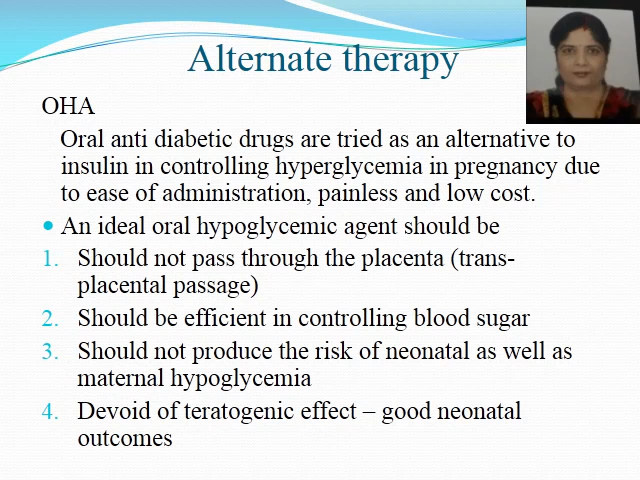 Alternate therapy
OHA
Oral anti diabetic drugs are tried as an alternative to
insulin in controlling hyperglycemia in pregnancy due
to ease of administration, painless and low cost.
• An ideal oral hypoglycemic agent should be
1. Should not pass through the placenta (trans-
placental passage)
2. Should be efficient in controlling blood sugar
3. Should not produce the risk of neonatal as well as
maternal hypoglycemia
4. Devoid of teratogenic effect – good neonatal
outcomes